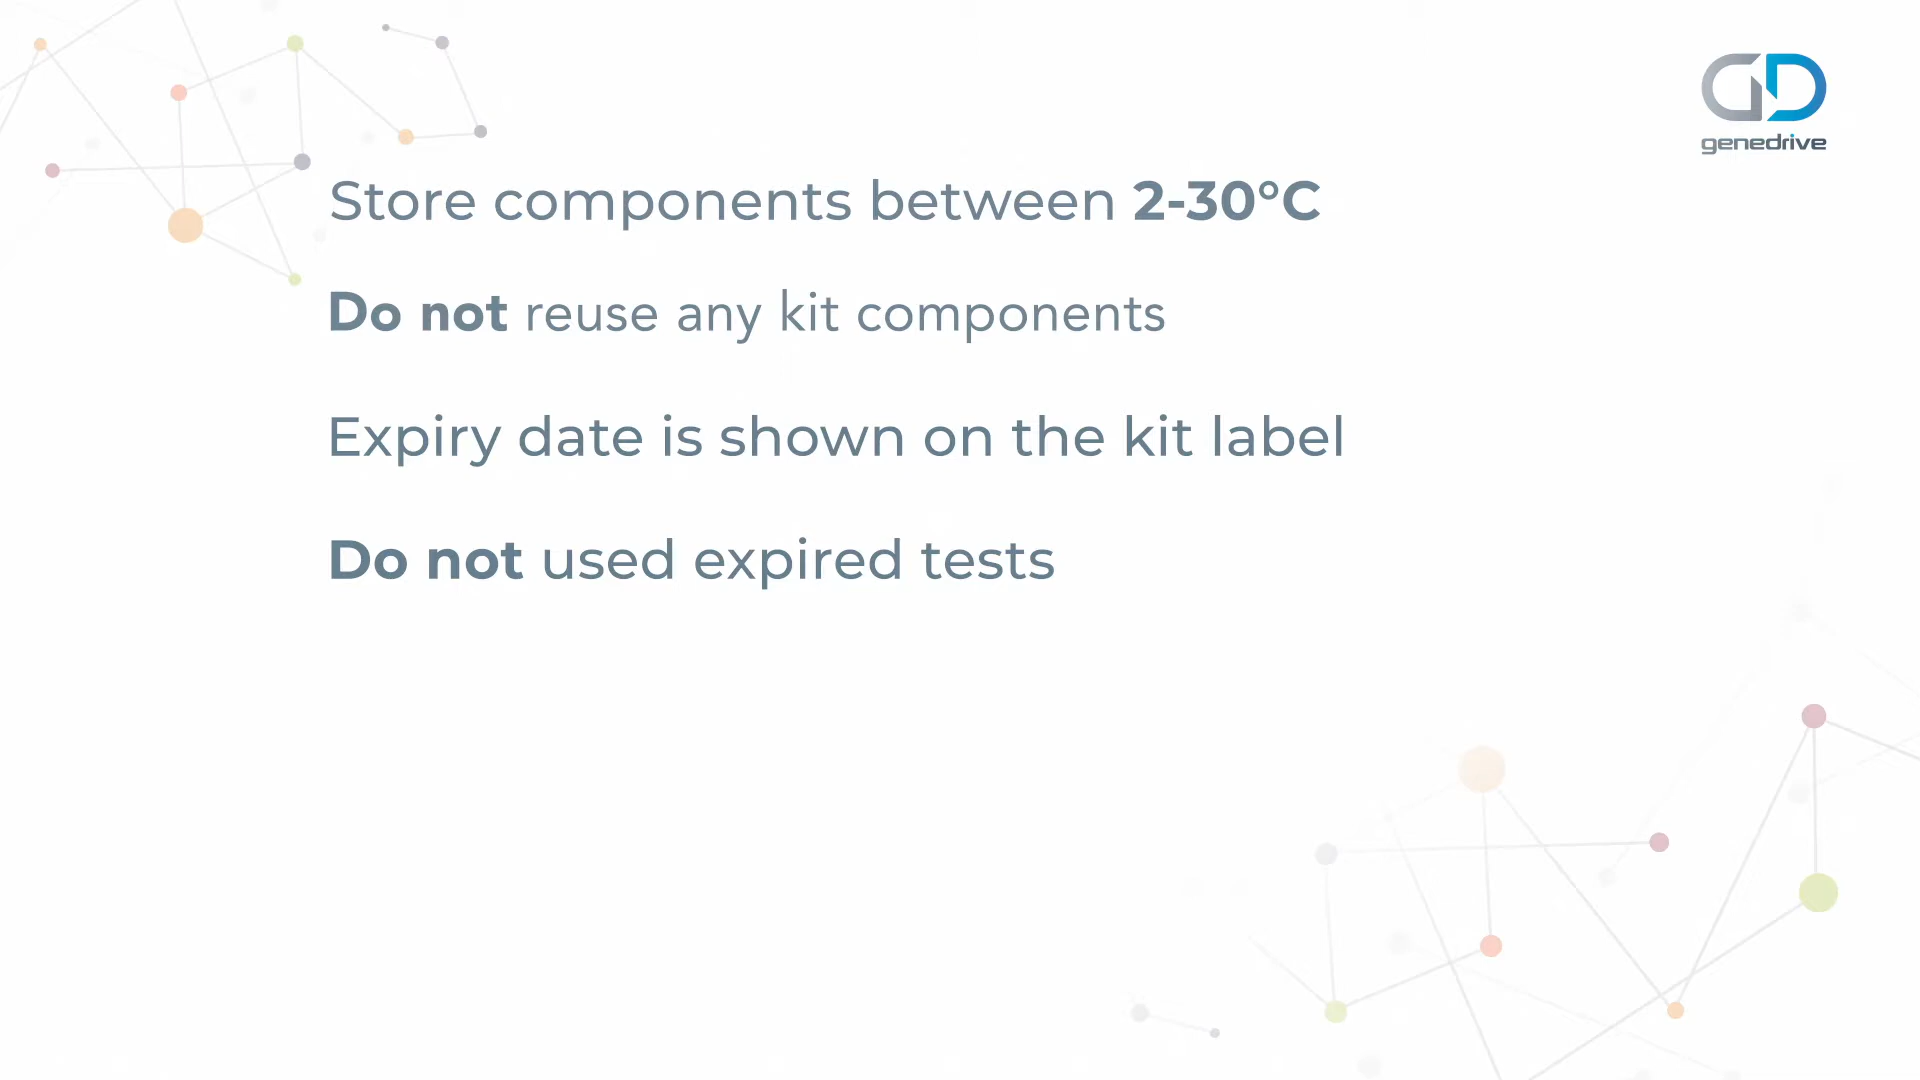 genedrive
Store components between 2-30°C
Do not reuse any kit components
Expiry date is shown on the kit label
Do not used expired tests